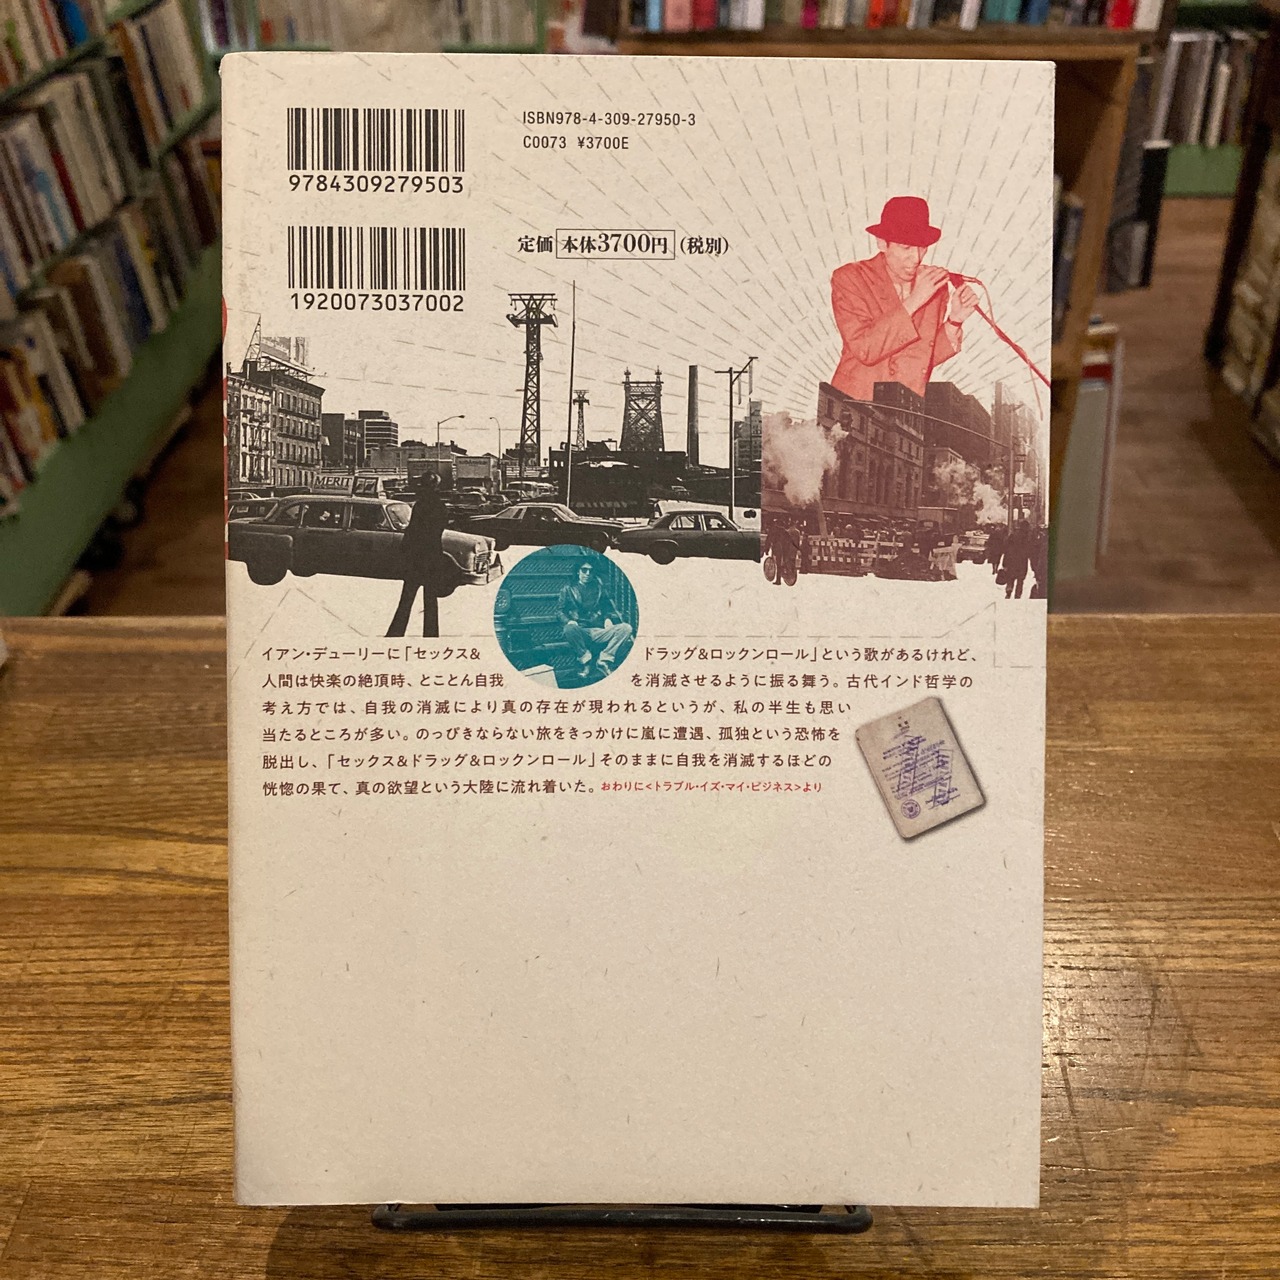 9784309279503
ISBN978-4-309-27950-3
C0073 ¥3700E
1920073037002
定価 本体3700円 (税別)
MERIT
イアン・デューリーに「セックス&ドラッグ&ロックンロール」という歌があるけれど、
人間は快楽の絶頂時、とことん自我を消滅させるように振る舞う。古代インド哲学の
考え方では、自我の消滅により真の存在が現われるというが、私の半生も思い
当たるところが多い。のっぴきならない旅をきっかけに嵐に遭遇、孤独という恐怖を
脱出し、「セックス&ドラッグ&ロックンロール」そのままに自我を消滅するほどの
恍惚の果て、真の欲望という大陸に流れ着いた。おわりに<トラブル・イズ・マイ・ビジネス>より